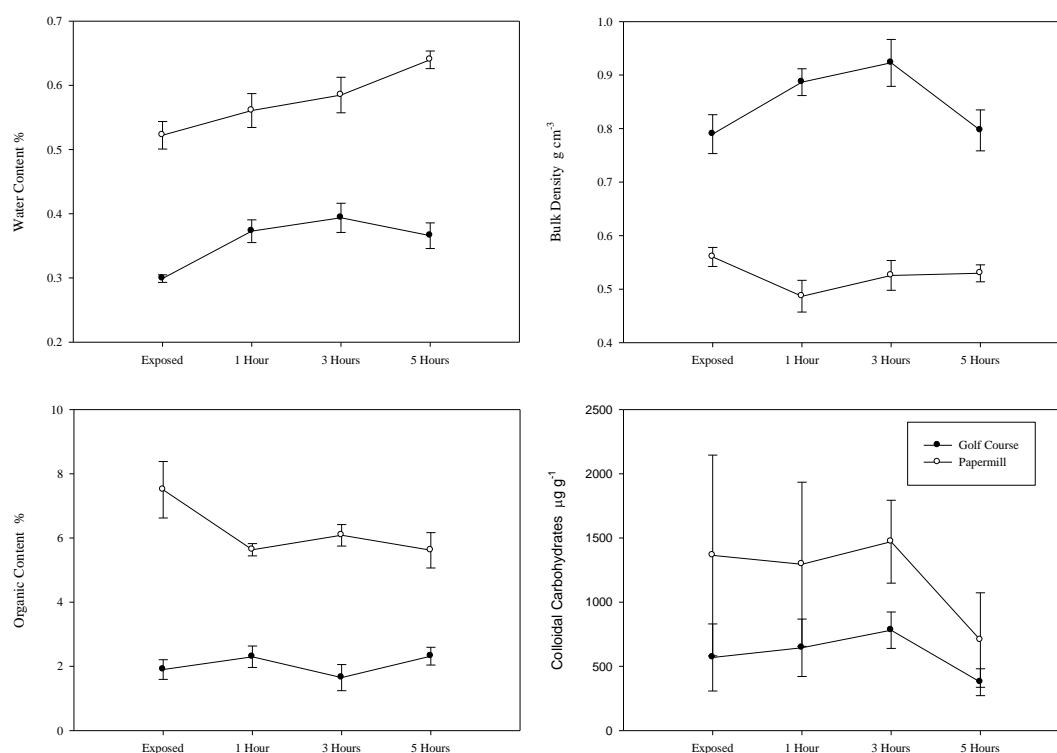 0.7
0.6
0.5
0.4
0.3
0.2
Water Content %
Exposed 1 Hour 3 Hours 5 Hours
1.0
0.9
0.8
0.7
0.6
0.5
0.4
Bulk Density g cm-3
Exposed 1 Hour 3 Hours 5 Hours
10
8
6
4
2
0
Organic Content %
Exposed 1 Hour 3 Hours 5 Hours
2500
2000
1500
1000
500
0
Colloidal Carbohydrates µg g-1
Golf Course
Papermill
Exposed 1 Hour 3 Hours 5 Hours